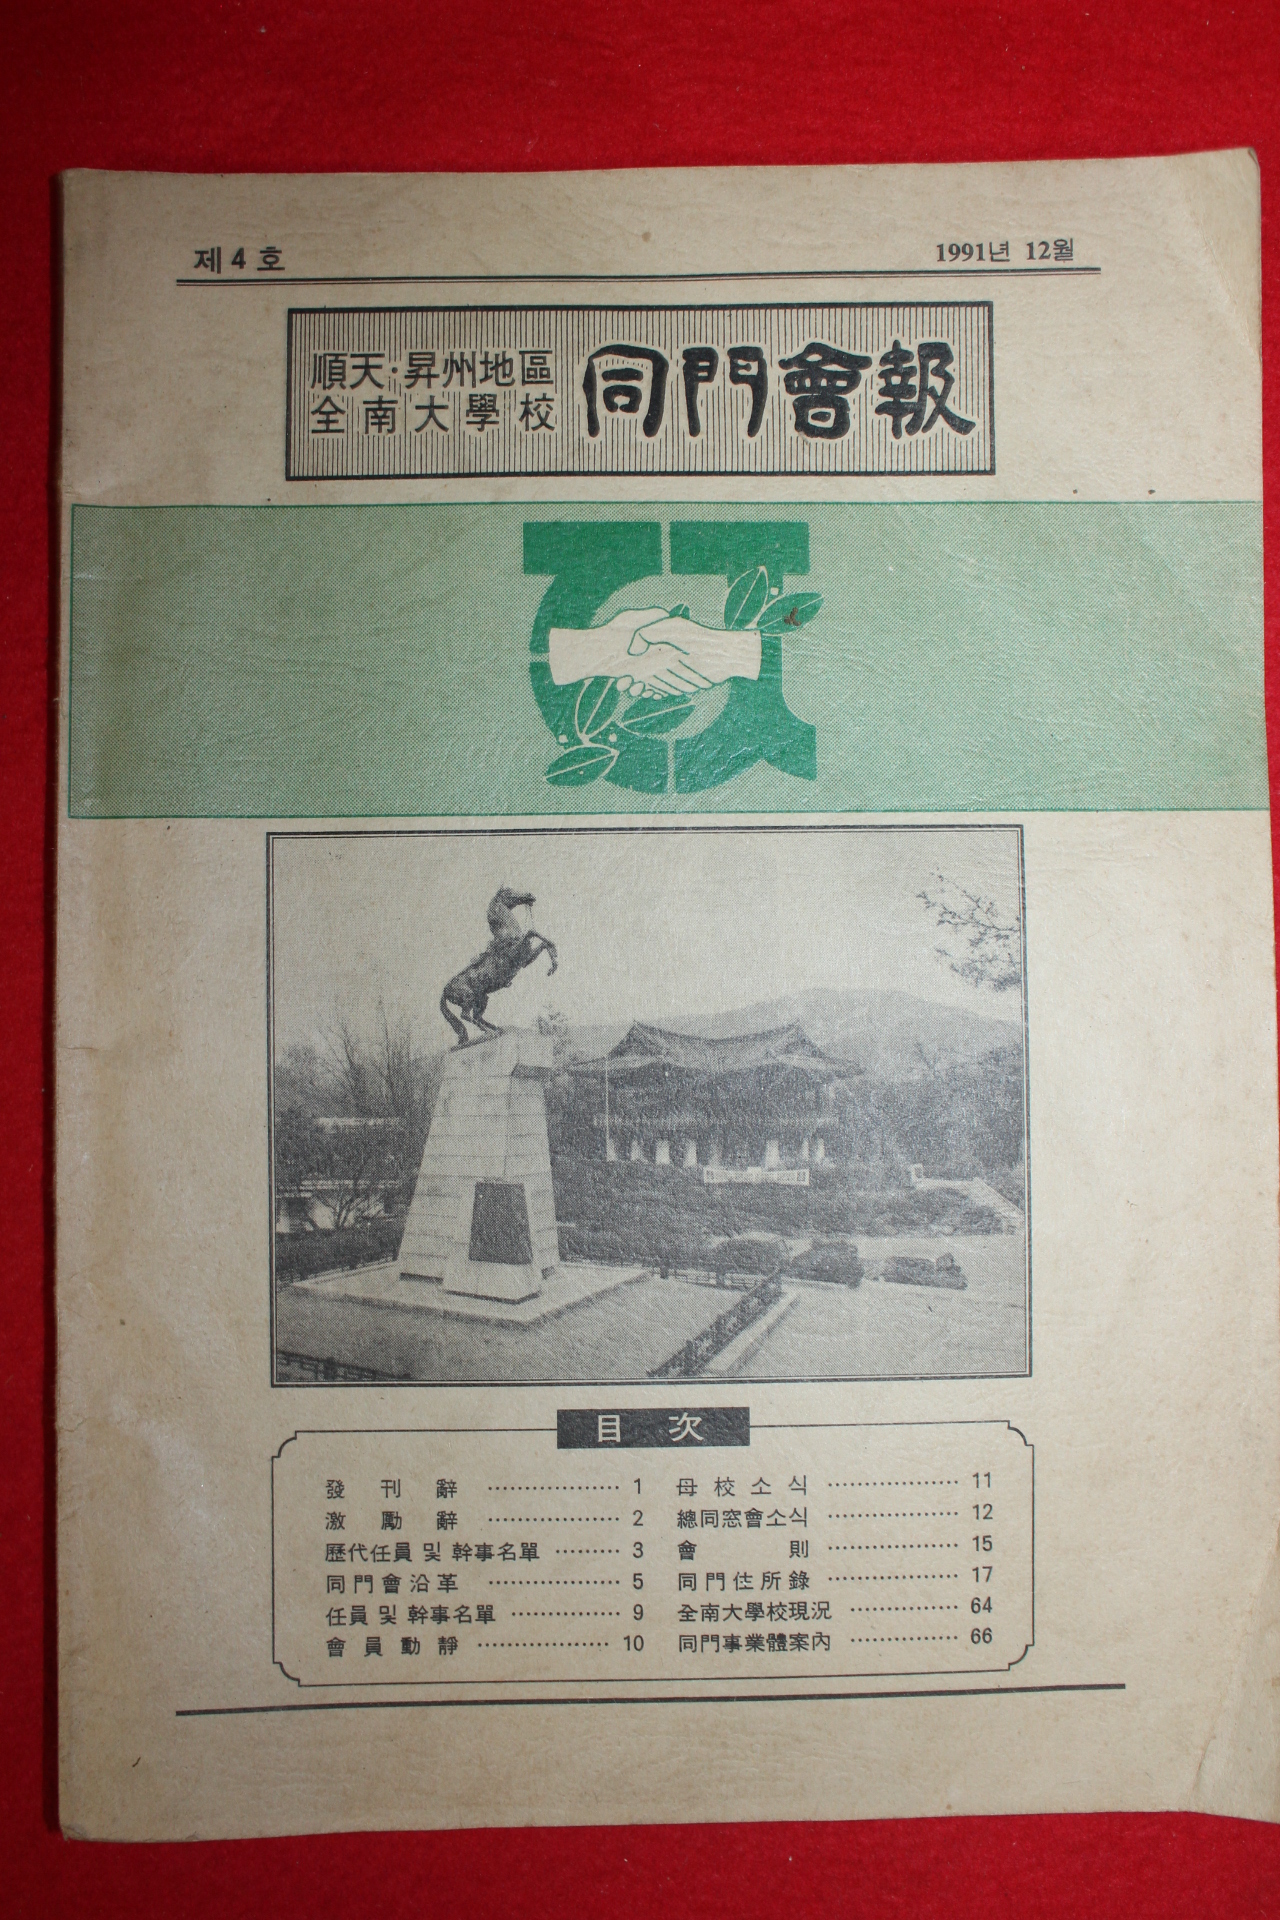 제 4 호
1991년 12월
順天·昇州地區
全南大學校
同門會報
目 次
發 刊 辭 ⋯⋯⋯⋯⋯⋯ 1
激 勵 辭 ⋯⋯⋯⋯⋯⋯ 2
歷代任員 및 幹事名單 ⋯⋯⋯ 3
同門會沿革 ⋯⋯⋯⋯⋯⋯ 5
任員 및 幹事名單 ⋯⋯⋯⋯⋯ 9
會 員 動 靜 ⋯⋯⋯⋯⋯⋯ 10
母 校 소 식 ⋯⋯⋯⋯⋯⋯ 11
總同窓會소식 ⋯⋯⋯⋯⋯⋯ 12
會 則 ⋯⋯⋯⋯⋯⋯ 15
同門住所錄 ⋯⋯⋯⋯⋯⋯ 17
全南大學校現況 ⋯⋯⋯⋯⋯ 64
同門事業體案內 ⋯⋯⋯⋯⋯ 66